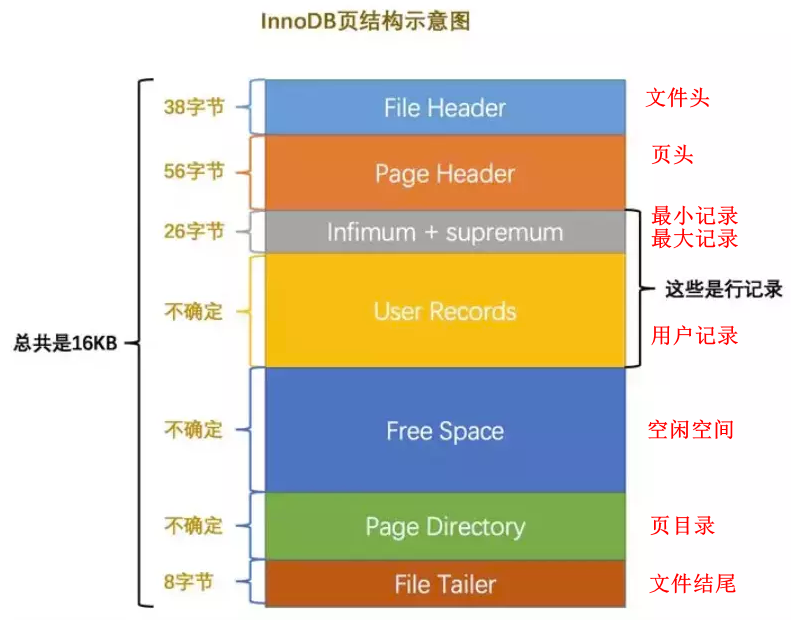 InnoDB页结构示意图
38字节
File Header
文件头
56字节
Page Header
页头
26字节
Infimum + supremum
最小记录
最大记录
不确定
User Records
这些是行记录
用户记录
总共是16KB
不确定
Free Space
空闲空间
不确定
Page Directory
页目录
8字节
File Tailer
文件结尾